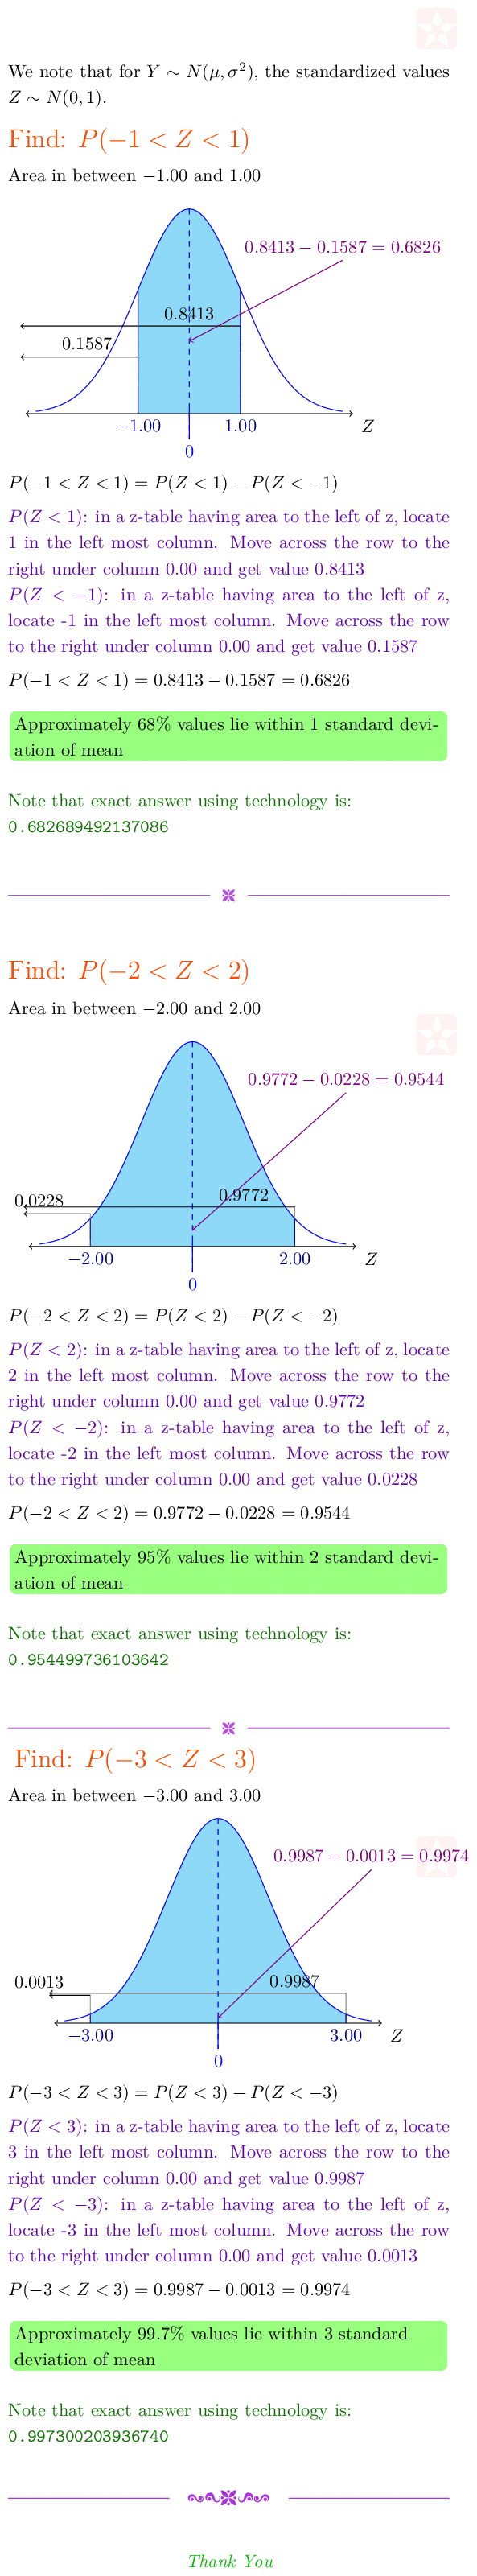 We note that for Y ∼ N(μ, σ²), the standardized values
Z ∼ N(0, 1).
Find: P(−1 < Z < 1)
Area in between −1.00 and 1.00
0.8413 − 0.1587 = 0.6826
0.8413
0.1587
−1.00
1.00
Z
0
P(−1 < Z < 1) = P(Z < 1) − P(Z < −1)
P(Z < 1): in a z-table having area to the left of z, locate
1 in the left most column. Move across the row to the
right under column 0.00 and get value 0.8413
P(Z < −1): in a z-table having area to the left of z,
locate -1 in the left most column. Move across the row
to the right under column 0.00 and get value 0.1587
P(−1 < Z < 1) = 0.8413 − 0.1587 = 0.6826
Approximately 68% values lie within 1 standard devi-
ation of mean
Note that exact answer using technology is:
0.682689492137086
Find: P(−2 < Z < 2)
Area in between −2.00 and 2.00
0.9772 − 0.0228 = 0.9544
0.9772
0.0228
−2.00
2.00
Z
0
P(−2 < Z < 2) = P(Z < 2) − P(Z < −2)
P(Z < 2): in a z-table having area to the left of z, locate
2 in the left most column. Move across the row to the
right under column 0.00 and get value 0.9772
P(Z < −2): in a z-table having area to the left of z,
locate -2 in the left most column. Move across the row
to the right under column 0.00 and get value 0.0228
P(−2 < Z < 2) = 0.9772 − 0.0228 = 0.9544
Approximately 95% values lie within 2 standard devi-
ation of mean
Note that exact answer using technology is:
0.954499736103642
Find: P(−3 < Z < 3)
Area in between −3.00 and 3.00
0.9987 − 0.0013 = 0.9974
0.9987
0.0013
−3.00
3.00
Z
0
P(−3 < Z < 3) = P(Z < 3) − P(Z < −3)
P(Z < 3): in a z-table having area to the left of z, locate
3 in the left most column. Move across the row to the
right under column 0.00 and get value 0.9987
P(Z < −3): in a z-table having area to the left of z,
locate -3 in the left most column. Move across the row
to the right under column 0.00 and get value 0.0013
P(−3 < Z < 3) = 0.9987 − 0.0013 = 0.9974
Approximately 99.7% values lie within 3 standard
deviation of mean
Note that exact answer using technology is:
0.997300203936740
Thank You